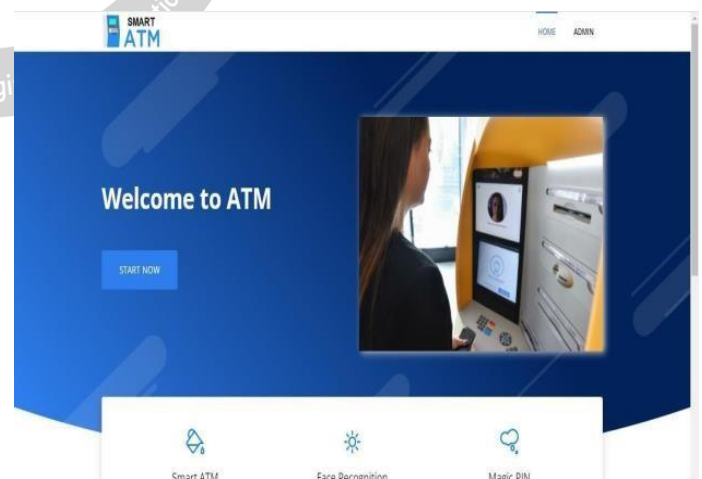 SMART
ATM
HOME ADMIN
Welcome to ATM
START NOW
Smart ATM Face Recognition Magic PIN